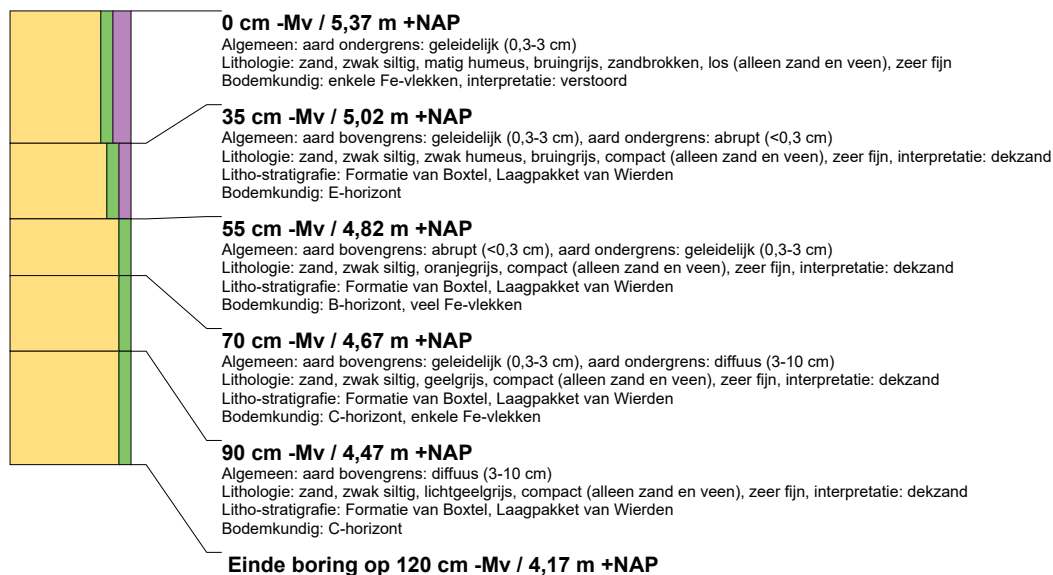 0 cm -Mv / 5,37 m +NAP
Algemeen: aard ondergrens: geleidelijk (0,3-3 cm)
Lithologie: zand, zwak siltig, matig humeus, bruingrijs, zandbrokken, los (alleen zand en veen), zeer fijn
Bodemkundig: enkele Fe-vlekken, interpretatie: verstoord
35 cm -Mv / 5,02 m +NAP
Algemeen: aard bovengrens: geleidelijk (0,3-3 cm), aard ondergrens: abrupt (<0,3 cm)
Lithologie: zand, zwak siltig, zwak humeus, bruingrijs, compact (alleen zand en veen), zeer fijn, interpretatie: dekzand
Litho-stratigrafie: Formatie van Boxtel, Laagpakket van Wierden
Bodemkundig: E-horizont
55 cm -Mv / 4,82 m +NAP
Algemeen: aard bovengrens: abrupt (<0,3 cm), aard ondergrens: geleidelijk (0,3-3 cm)
Lithologie: zand, zwak siltig, oranjegrijs, compact (alleen zand en veen), zeer fijn, interpretatie: dekzand
Litho-stratigrafie: Formatie van Boxtel, Laagpakket van Wierden
Bodemkundig: B-horizont, veel Fe-vlekken
70 cm -Mv / 4,67 m +NAP
Algemeen: aard bovengrens: geleidelijk (0,3-3 cm), aard ondergrens: diffuus (3-10 cm)
Lithologie: zand, zwak siltig, geelgrijs, compact (alleen zand en veen), zeer fijn, interpretatie: dekzand
Litho-stratigrafie: Formatie van Boxtel, Laagpakket van Wierden
Bodemkundig: C-horizont, enkele Fe-vlekken
90 cm -Mv / 4,47 m +NAP
Algemeen: aard bovengrens: diffuus (3-10 cm)
Lithologie: zand, zwak siltig, lichtgeelgrijs, compact (alleen zand en veen), zeer fijn, interpretatie: dekzand
Litho-stratigrafie: Formatie van Boxtel, Laagpakket van Wierden
Bodemkundig: C-horizont
Einde boring op 120 cm -Mv / 4,17 m +NAP